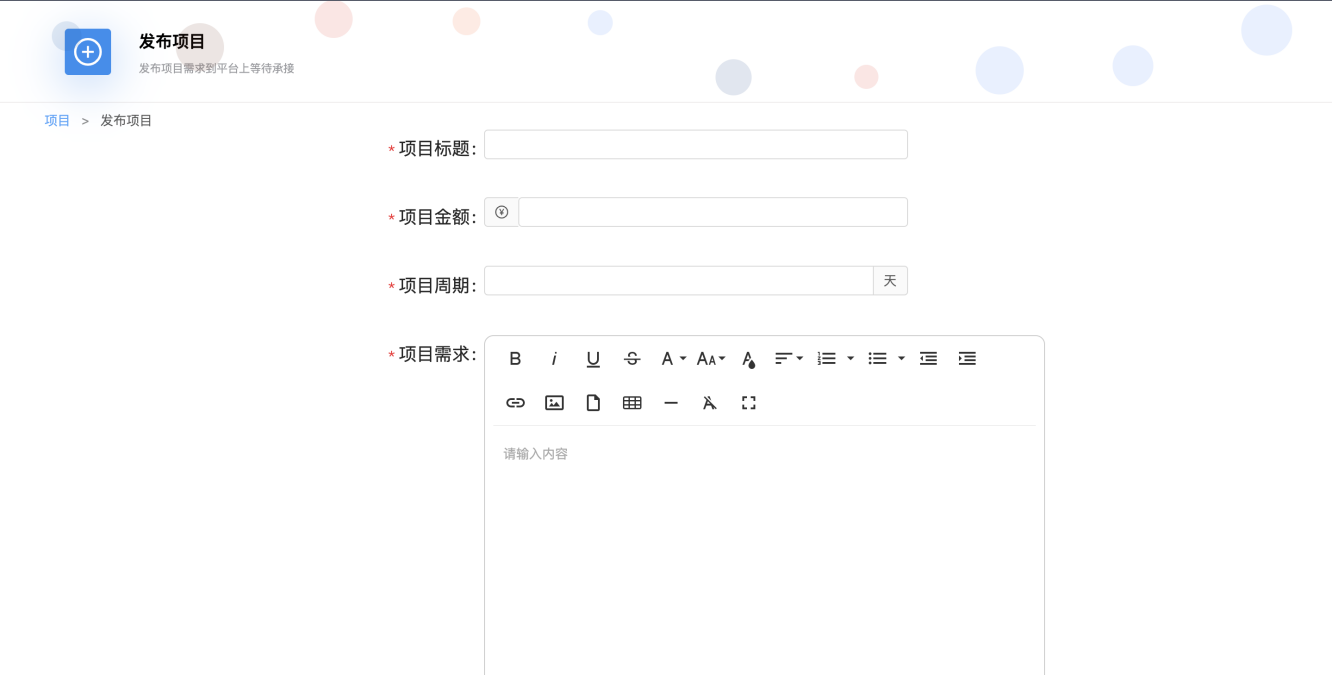 发布项目
发布项目需求到平台上等待承接
项目 > 发布项目
*项目标题:
*项目金额: ¥
*项目周期: 天
*项目需求:
B i U S A AA A
请输入内容